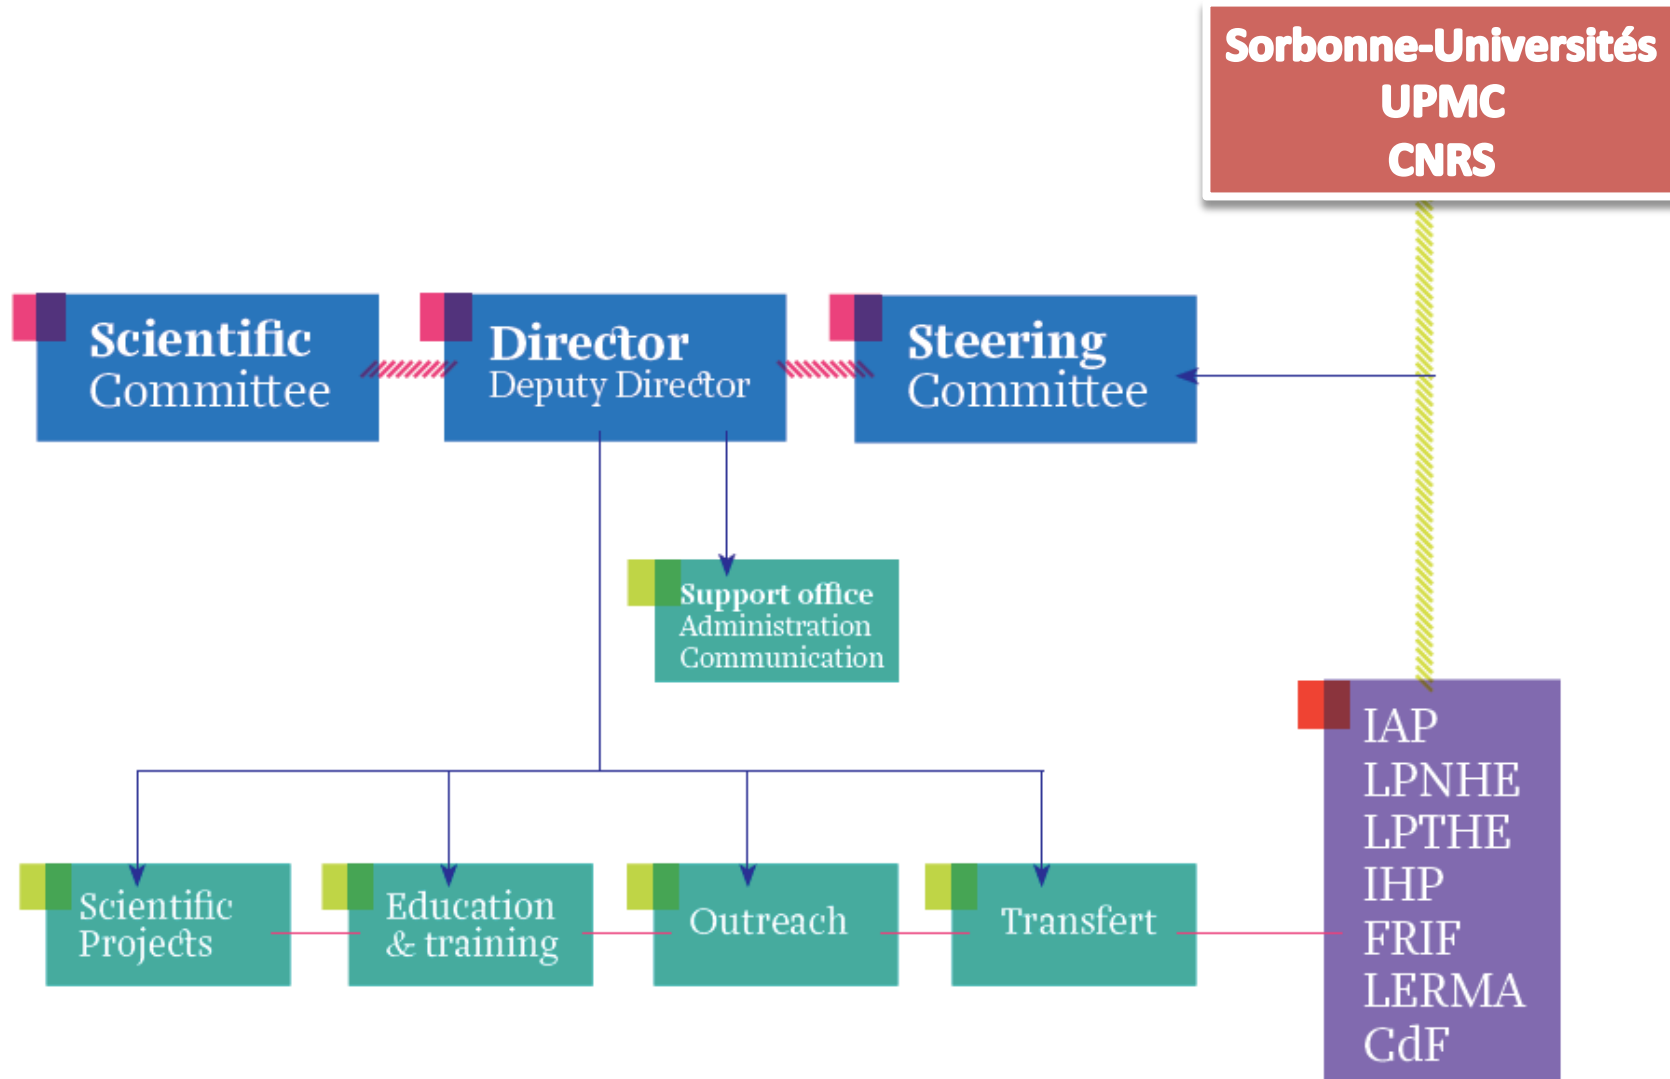 Sorbonne-Universités
UPMC
CNRS
Scientific
Committee
Director
Deputy Director
Steering
Committee
Support office
Administration
Communication
Scientific
Projects
Education
& training
Outreach
Transfert
IAP
LPNHE
LPTHE
IHP
FRIF
LERMA
CdF